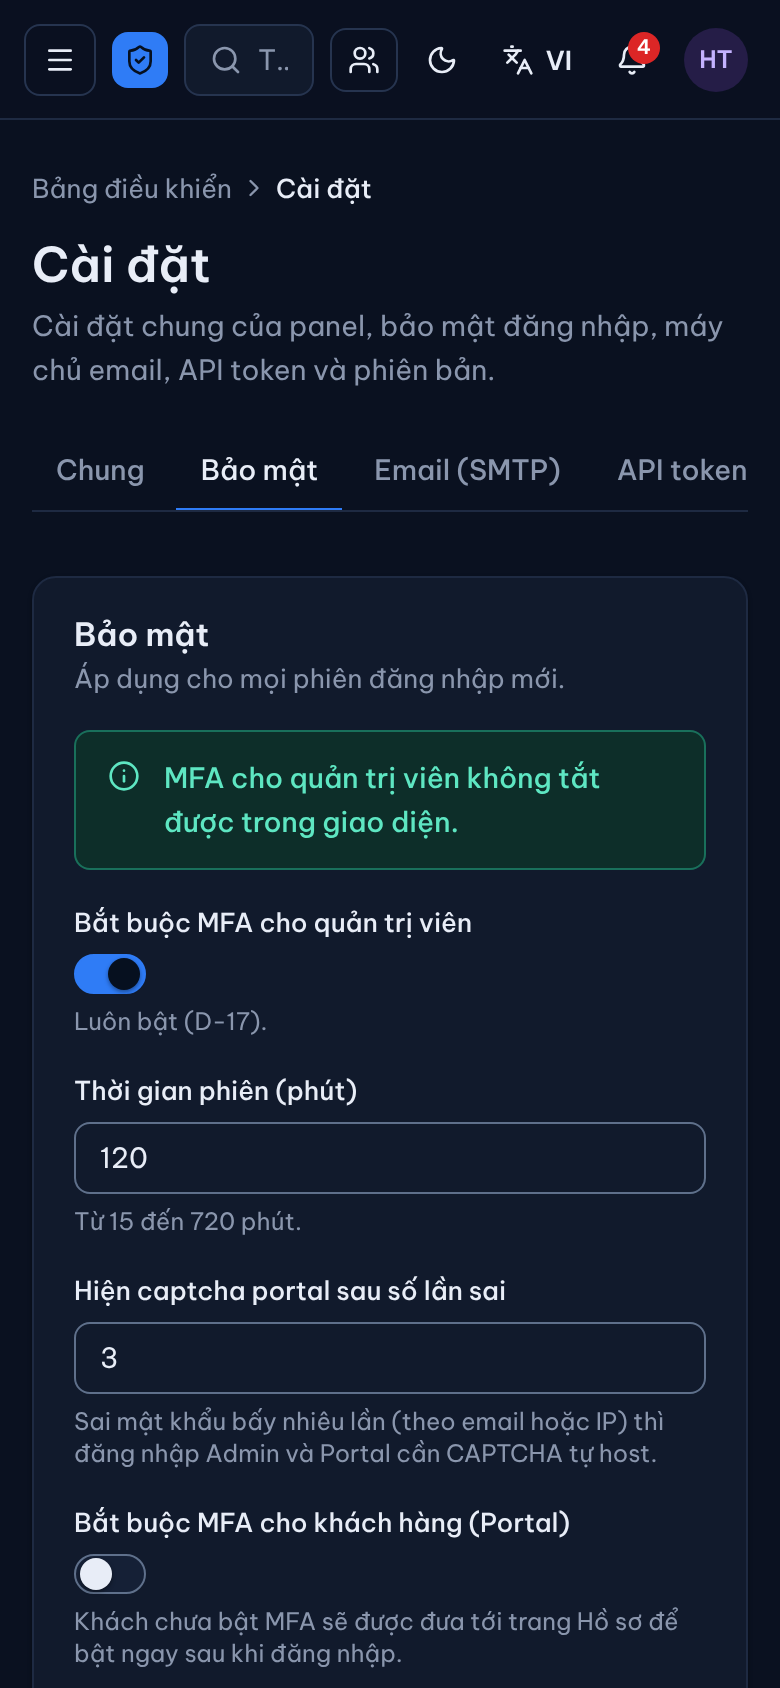 T..
VI
4
HT
Bảng điều khiển > Cài đặt
Cài đặt
Cài đặt chung của panel, bảo mật đăng nhập, máy
chủ email, API token và phiên bản.
Chung
Bảo mật
Email (SMTP)
API token
Bảo mật
Áp dụng cho mọi phiên đăng nhập mới.
MFA cho quản trị viên không tắt
được trong giao diện.
Bắt buộc MFA cho quản trị viên
Luôn bật (D-17).
Thời gian phiên (phút)
120
Từ 15 đến 720 phút.
Hiện captcha portal sau số lần sai
3
Sai mật khẩu bấy nhiêu lần (theo email hoặc IP) thì
đăng nhập Admin và Portal cần CAPTCHA tự host.
Bắt buộc MFA cho khách hàng (Portal)
Khách chưa bật MFA sẽ được đưa tới trang Hồ sơ để
bật ngay sau khi đăng nhập.